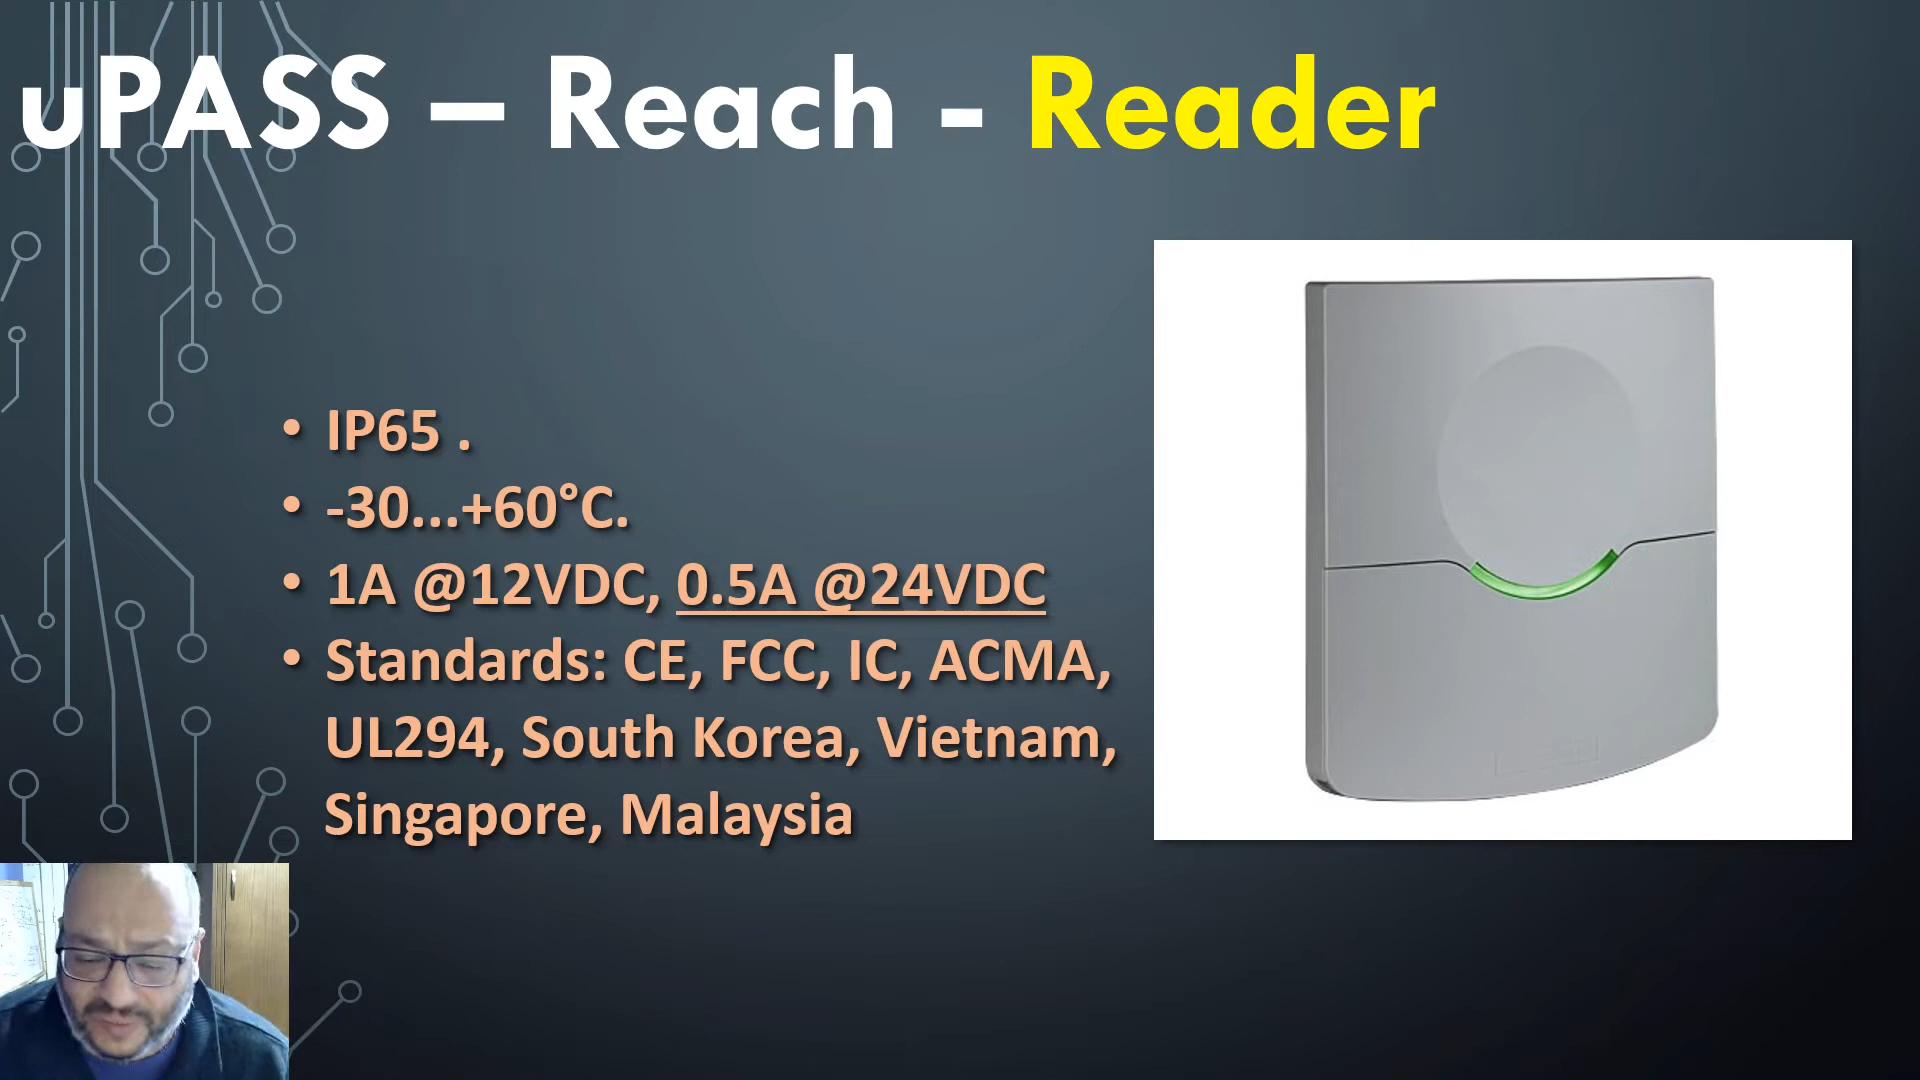 uPASS – Reach - Reader
• IP65 .
• -30...+60°C.
• 1A @12VDC, 0.5A @24VDC
• Standards: CE, FCC, IC, ACMA,
UL294, South Korea, Vietnam,
Singapore, Malaysia